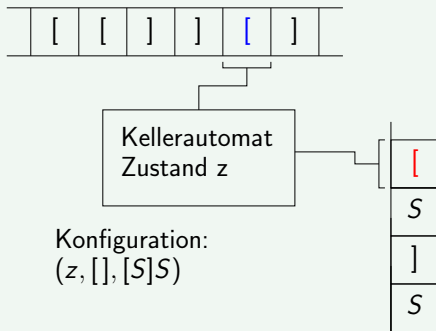 [ [ ] ] [ ]
Kellerautomat
Zustand z
[
S
]
S
Konfiguration:
(z, [], [S]S)